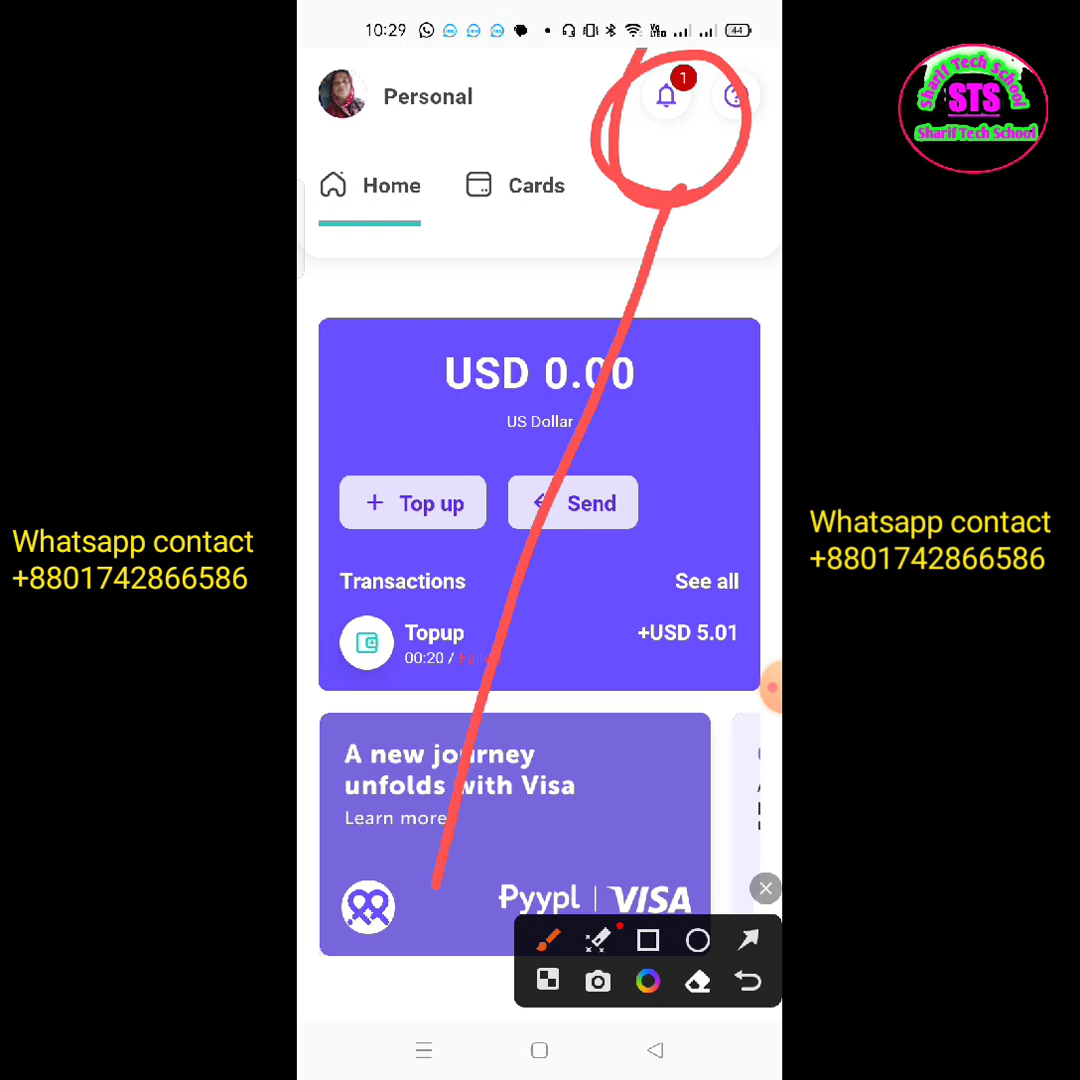 10:29
44
Sharif Tech School
STS
Sharif Tech School
Personal
1
Home
Cards
USD 0.00
US Dollar
Top up
Send
Whatsapp contact
+8801742866586
Whatsapp contact
+8801742866586
Transactions
See all
Topup
+USD 5.01
00:20 /
A new journey
unfolds with Visa
Learn more
Pyypl | VISA